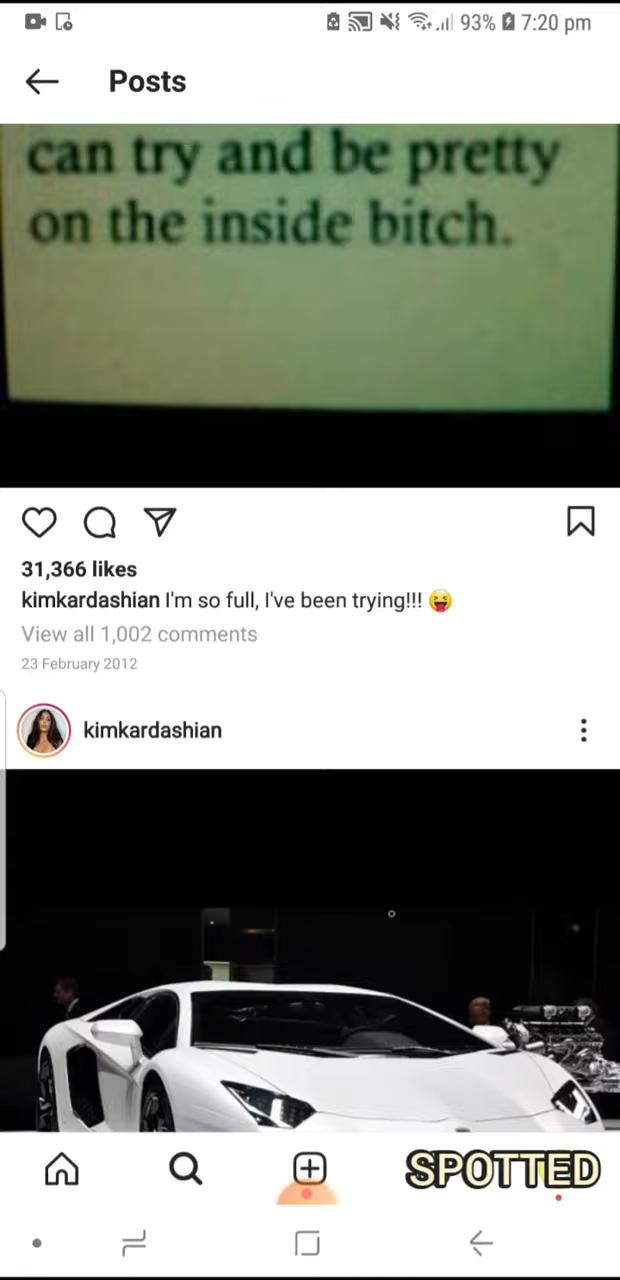 93% 7:20 pm
Posts
can try and be pretty
on the inside bitch.
31,366 likes
kimkardashian I'm so full, I've been trying!!! 😝
View all 1,002 comments
23 February 2012
kimkardashian
SPOTTED